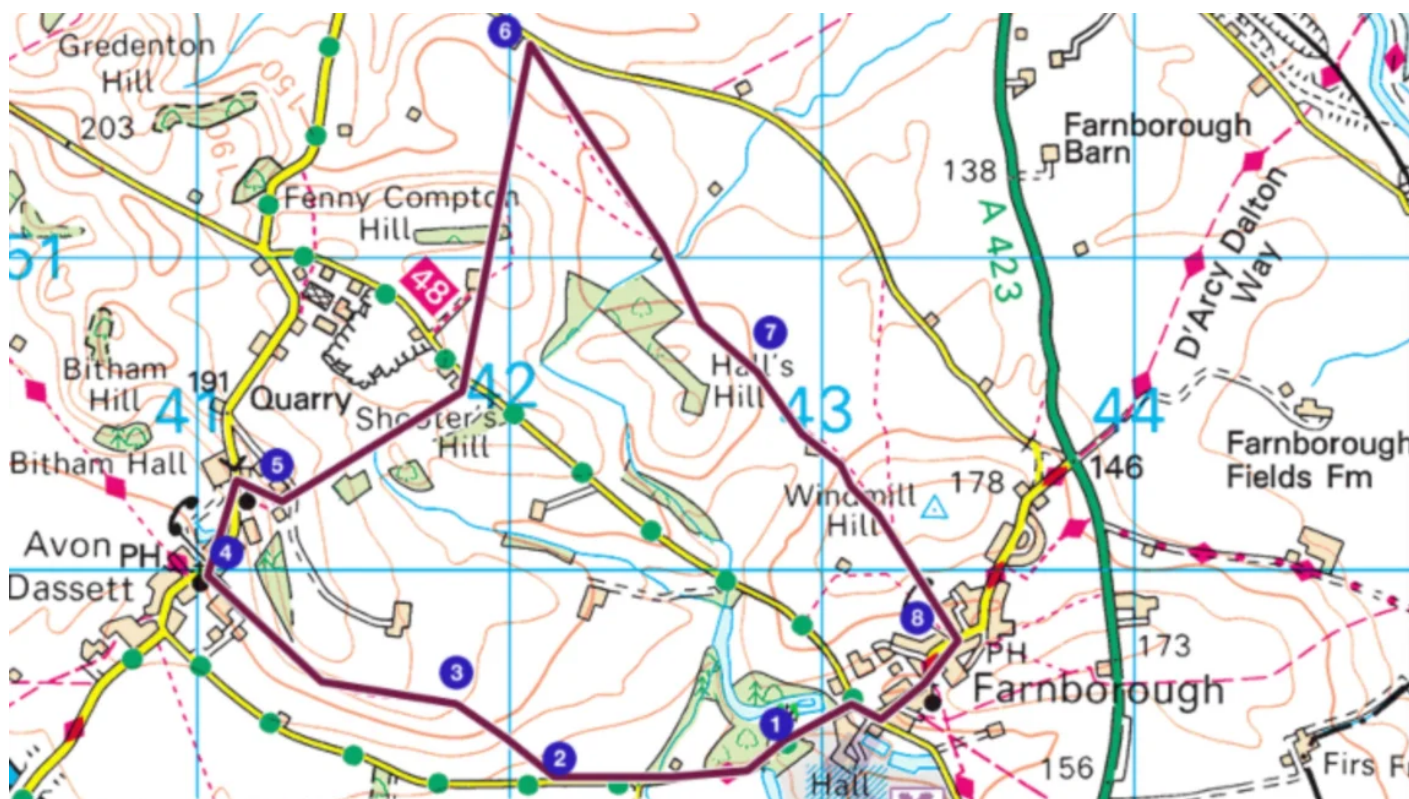 6
Gredenton
Hill
203
150
190
Farnborough
Barn
138
Fenny Compton
Hill
A 423
D'Arcy Dalton
Way
61
48
7
Hall's
Hill
Bitham
Hill
191
41
Quarry
42
43
44
Shooter's
Hill
Farnborough
Fields Fm
Bitham Hall
5
146
178
Windmill
Hill
Avon
Dassett
PH
4
8
PH
173
3
Farnborough
1
2
156
Hall
Firs F